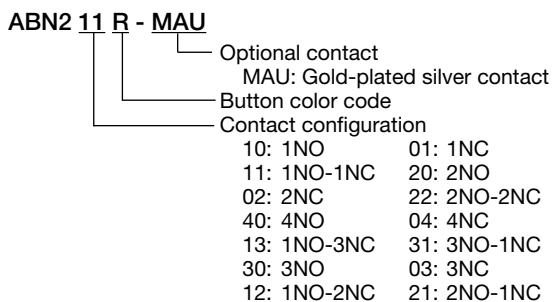 ABN2 11 R - MAU
Optional contact
MAU: Gold-plated silver contact
Button color code
Contact configuration
10: 1NO 01: 1NC
11: 1NO-1NC 20: 2NO
02: 2NC 22: 2NO-2NC
40: 4NO 04: 4NC
13: 1NO-3NC 31: 3NO-1NC
30: 3NO 03: 3NC
12: 1NO-2NC 21: 2NO-1NC